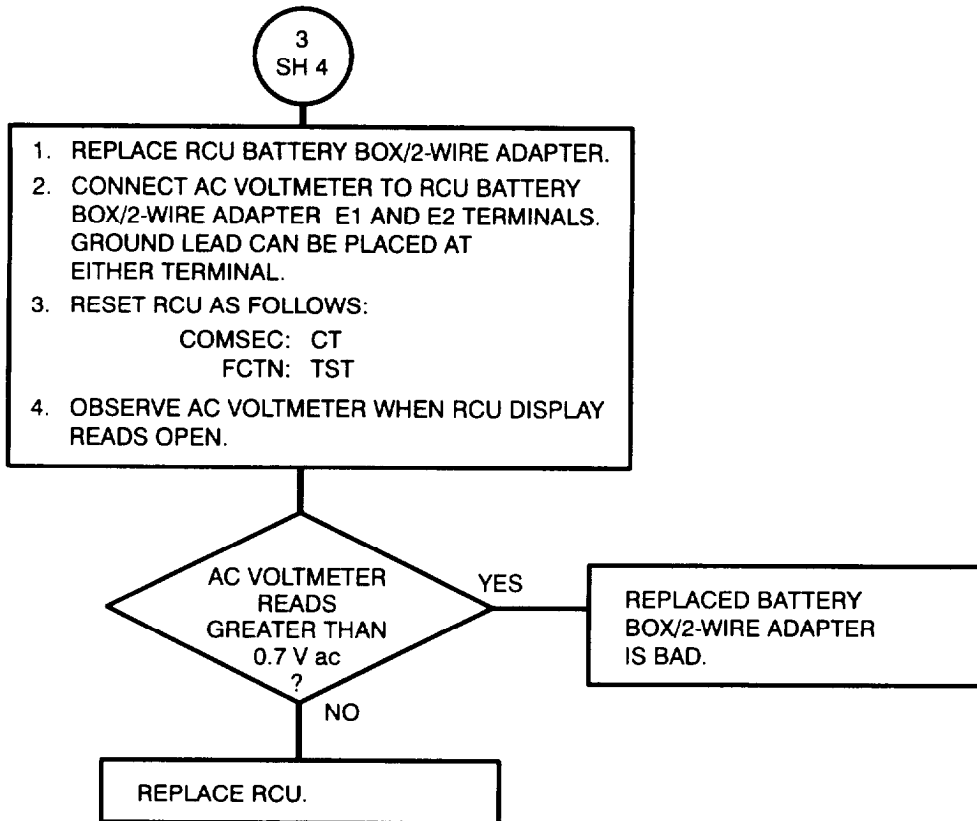 3
SH 4
1. REPLACE RCU BATTERY BOX/2-WIRE ADAPTER.
2. CONNECT AC VOLTMETER TO RCU BATTERY
BOX/2-WIRE ADAPTER E1 AND E2 TERMINALS.
GROUND LEAD CAN BE PLACED AT
EITHER TERMINAL.
3. RESET RCU AS FOLLOWS:
COMSEC: CT
FCTN: TST
4. OBSERVE AC VOLTMETER WHEN RCU DISPLAY
READS OPEN.
AC VOLTMETER
READS
GREATER THAN
0.7 V ac
?
YES
REPLACED BATTERY
BOX/2-WIRE ADAPTER
IS BAD.
NO
REPLACE RCU.